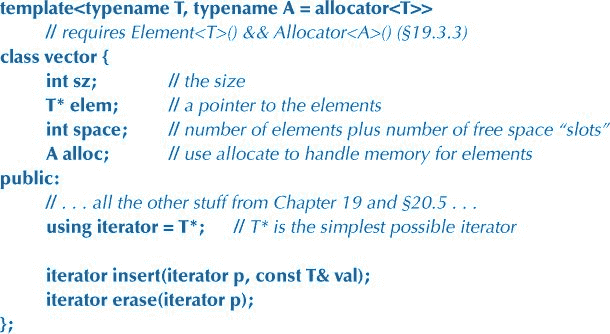 template<typename T, typename A = allocator<T>>
// requires Element<T>() && Allocator<A>() (§19.3.3)
class vector {
int sz; // the size
T* elem; // a pointer to the elements
int space; // number of elements plus number of free space “slots”
A alloc; // use allocate to handle memory for elements
public:
// . . . all the other stuff from Chapter 19 and §20.5 . . .
using iterator = T*; // T* is the simplest possible iterator
iterator insert(iterator p, const T& val);
iterator erase(iterator p);
};